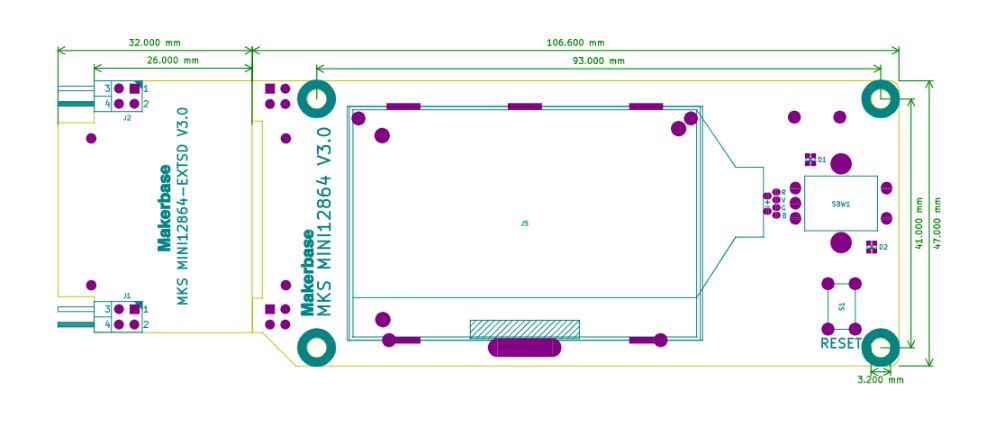 32.000 mm
106.600 mm
26.000 mm
93.000 mm
3 1
4 2
J2
Makerbase
MKS MINI12864-EXTSD V3.0
J1
3 1
4 2
Makerbase
MKS MINI12864 V3.0
J5
D1
R
V
G
B
SBW1
D2
S1
RESET
41.000 mm
47.000 mm
3.200 mm